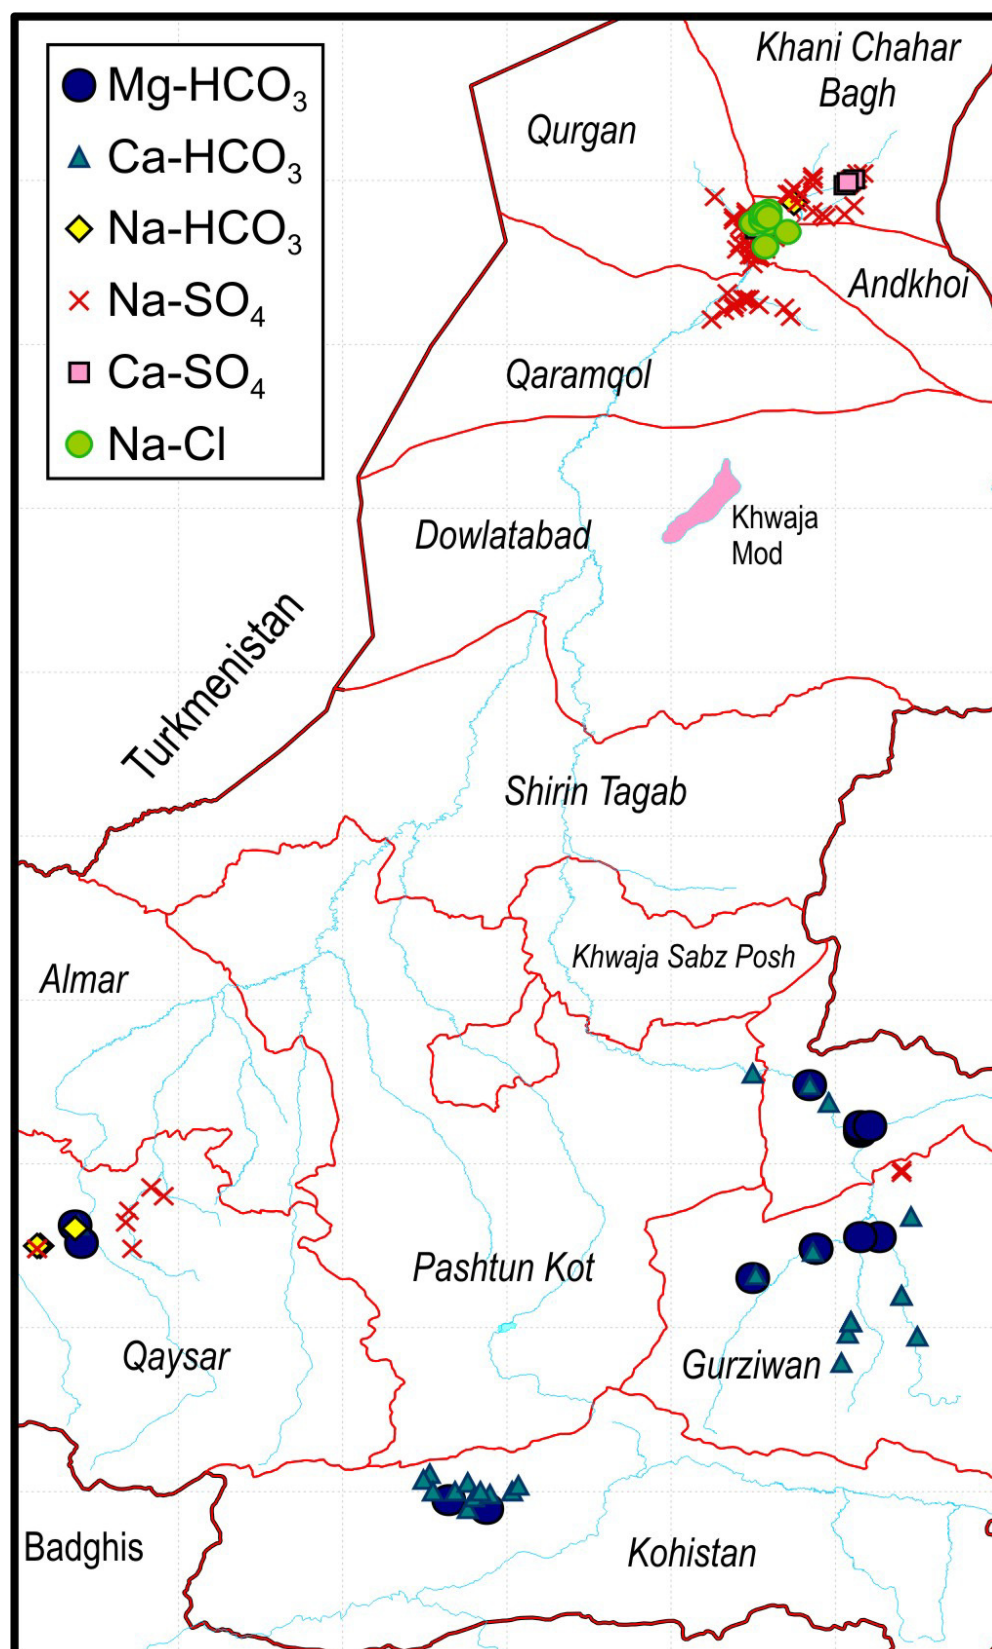 Mg-HCO₃
Ca-HCO₃
Na-HCO₃
Na-SO₄
Ca-SO₄
Na-Cl
Khani Chahar
Bagh
Qurgan
Andkhoi
Qaramqol
Khwaja
Mod
Dowlatabad
Turkmenistan
Shirin Tagab
Khwaja Sabz Posh
Almar
Pashtun Kot
Qaysar
Gurziwan
Badghis
Kohistan